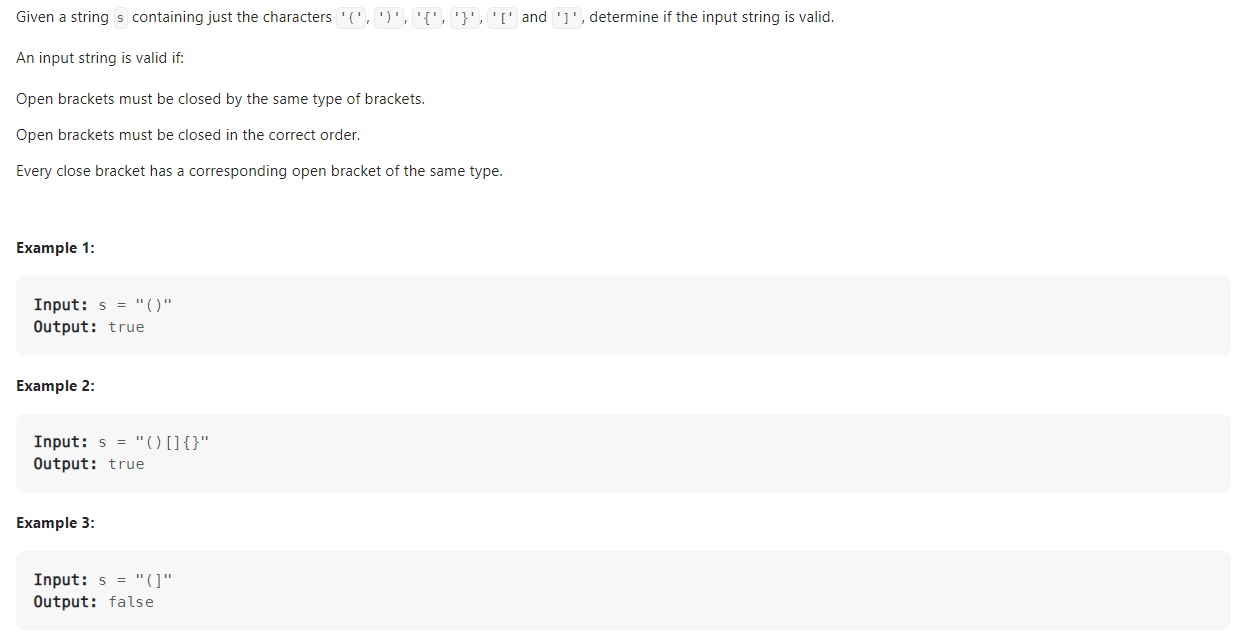 Given a string s containing just the characters '(', ')', '{', '}', '[' and ']', determine if the input string is valid.
An input string is valid if:
Open brackets must be closed by the same type of brackets.
Open brackets must be closed in the correct order.
Every close bracket has a corresponding open bracket of the same type.
Example 1:
Input: s = "()"
Output: true
Example 2:
Input: s = "()[]{}"
Output: true
Example 3:
Input: s = "(]"
Output: false